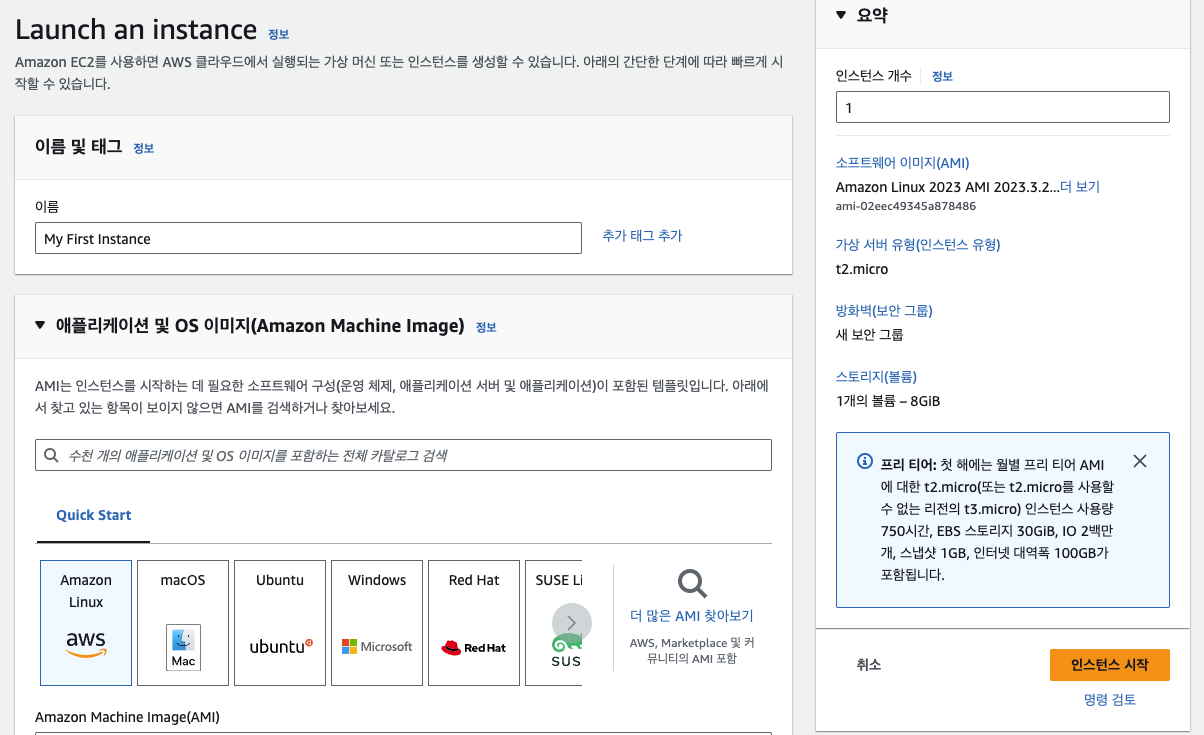 Launch an instance 정보
Amazon EC2를 사용하면 AWS 클라우드에서 실행되는 가상 머신 또는 인스턴스를 생성할 수 있습니다. 아래의 간단한 단계에 따라 빠르게 시
작할 수 있습니다.
이름 및 태그 정보
이름
My First Instance
추가 태그 추가
애플리케이션 및 OS 이미지(Amazon Machine Image) 정보
AMI는 인스턴스를 시작하는 데 필요한 소프트웨어 구성(운영 체제, 애플리케이션 서버 및 애플리케이션)이 포함된 템플릿입니다. 아래에
서 찾고 있는 항목이 보이지 않으면 AMI를 검색하거나 찾아보세요.
수천 개의 애플리케이션 및 OS 이미지를 포함하는 전체 카탈로그 검색
Quick Start
Amazon
Linux
aws
macOS
Mac
Ubuntu
ubuntu
Windows
Microsoft
Red Hat
Red Hat
SUSE Li
SUS
더 많은 AMI 찾아보기
AWS, Marketplace 및 커
뮤니티의 AMI 포함
Amazon Machine Image(AMI)
요약
인스턴스 개수 정보
1
소프트웨어 이미지(AMI)
Amazon Linux 2023 AMI 2023.3.2...더 보기
ami-02eec49345a878486
가상 서버 유형(인스턴스 유형)
t2.micro
방화벽(보안 그룹)
새 보안 그룹
스토리지(볼륨)
1개의 볼륨 – 8GiB
프리 티어: 첫 해에는 월별 프리 티어 AMI
에 대한 t2.micro(또는 t2.micro를 사용할
수 없는 리전의 t3.micro) 인스턴스 사용량
750시간, EBS 스토리지 30GiB, IO 2백만
개, 스냅샷 1GB, 인터넷 대역폭 100GB가
포함됩니다.
취소
인스턴스 시작
명령 검토